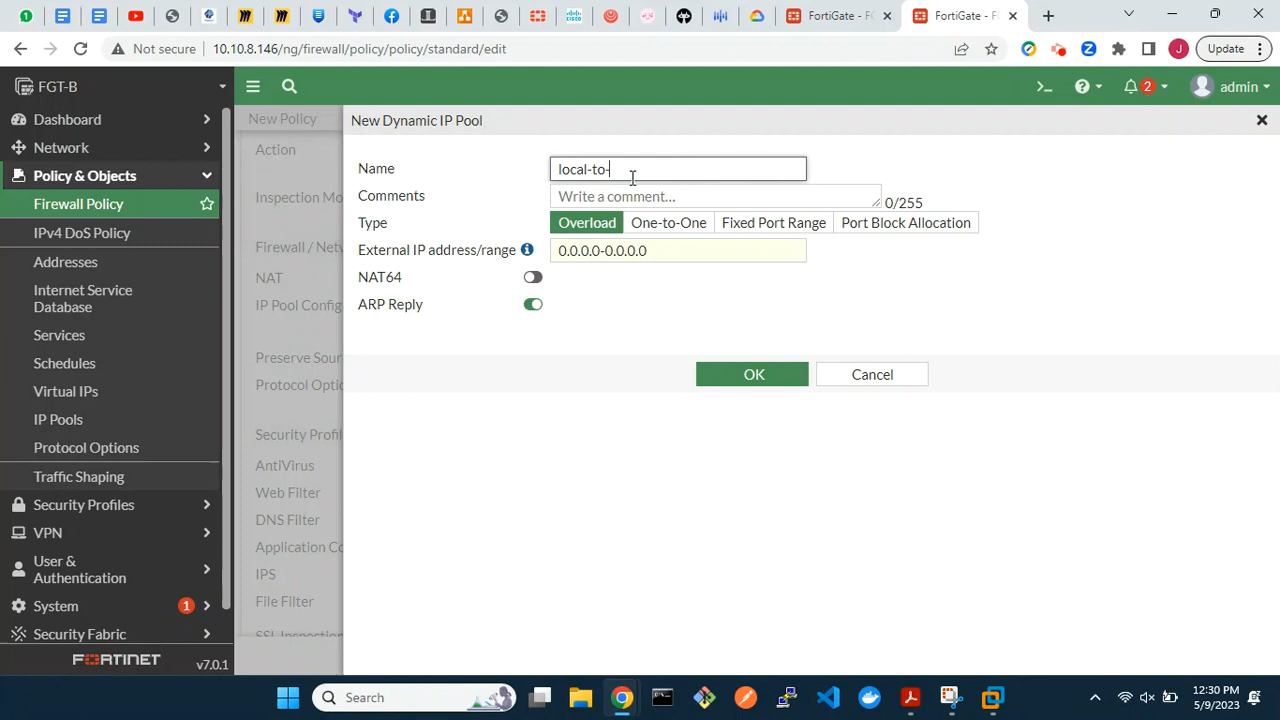 FortiGate - FC
FortiGate - F
Not secure
10.10.8.146/ng/firewall/policy/policy/standard/edit
J
Update
FGT-B
2
admin
Dashboard
Network
Policy & Objects
Firewall Policy
IPv4 DoS Policy
Addresses
Internet Service
Database
Services
Schedules
Virtual IPs
IP Pools
Protocol Options
Traffic Shaping
Security Profiles
VPN
User &
Authentication
System
1
Security Fabric
FORTINET
v7.0.1
New Policy
Action
Inspection Mo
Firewall / Netw
NAT
IP Pool Config
Preserve Sour
Protocol Optio
Security Profil
AntiVirus
Web Filter
DNS Filter
Application Co
IPS
File Filter
SSL Inspection
New Dynamic IP Pool
Name
local-to-
Comments
Write a comment...
0/255
Type
Overload
One-to-One
Fixed Port Range
Port Block Allocation
External IP address/range
0.0.0.0-0.0.0.0
NAT64
ARP Reply
OK
Cancel
Search
12:30 PM
5/9/2023